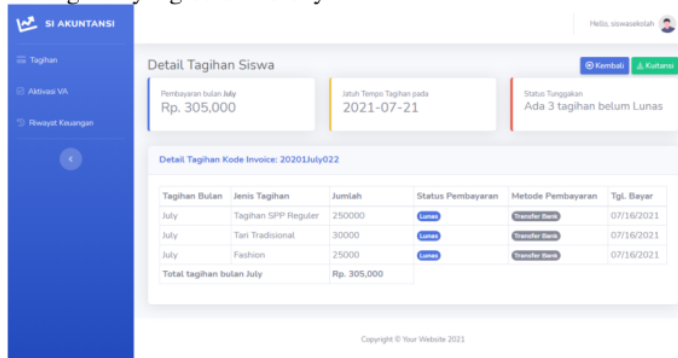 SI AKUNTANSI
Hello, siswasekolah
Tagihan
Aktivasi VA
Riwayat Keuangan
Detail Tagihan Siswa
Kembali
Kuitansi
Pembayaran bulan July
Rp. 305,000
Jatuh Tempo Tagihan pada
2021-07-21
Status Tunggakan
Ada 3 tagihan belum Lunas
Detail Tagihan Kode Invoice: 20201July022
Tagihan Bulan Jenis Tagihan Jumlah Status Pembayaran Metode Pembayaran Tgl. Bayar
July Tagihan SPP Reguler 250000 Lunas Transfer Bank 07/16/2021
July Tari Tradisional 30000 Lunas Transfer Bank 07/16/2021
July Fashion 25000 Lunas Transfer Bank 07/16/2021
Total tagihan bulan July Rp. 305,000
Copyright © Your Website 2021